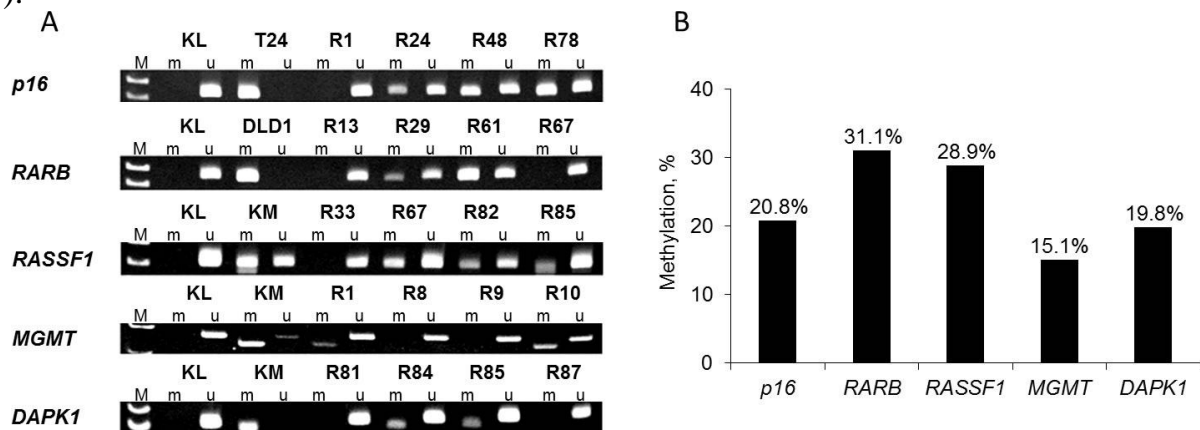 ).
A
KL T24 R1 R24 R48 R78
M m u m u m u m u m u m u
p16
KL DLD1 R13 R29 R61 R67
M m u m u m u m u m u m u
RARB
KL KM R33 R67 R82 R85
M m u m u m u m u m u m u
RASSF1
KL KM R1 R8 R9 R10
M m u m u m u m u m u m u
MGMT
KL KM R81 R84 R85 R87
M m u m u m u m u m u m u
DAPK1
B
Methylation, %
40
30
20
10
0
20.8%
31.1%
28.9%
15.1%
19.8%
p16 RARB RASSF1 MGMT DAPK1